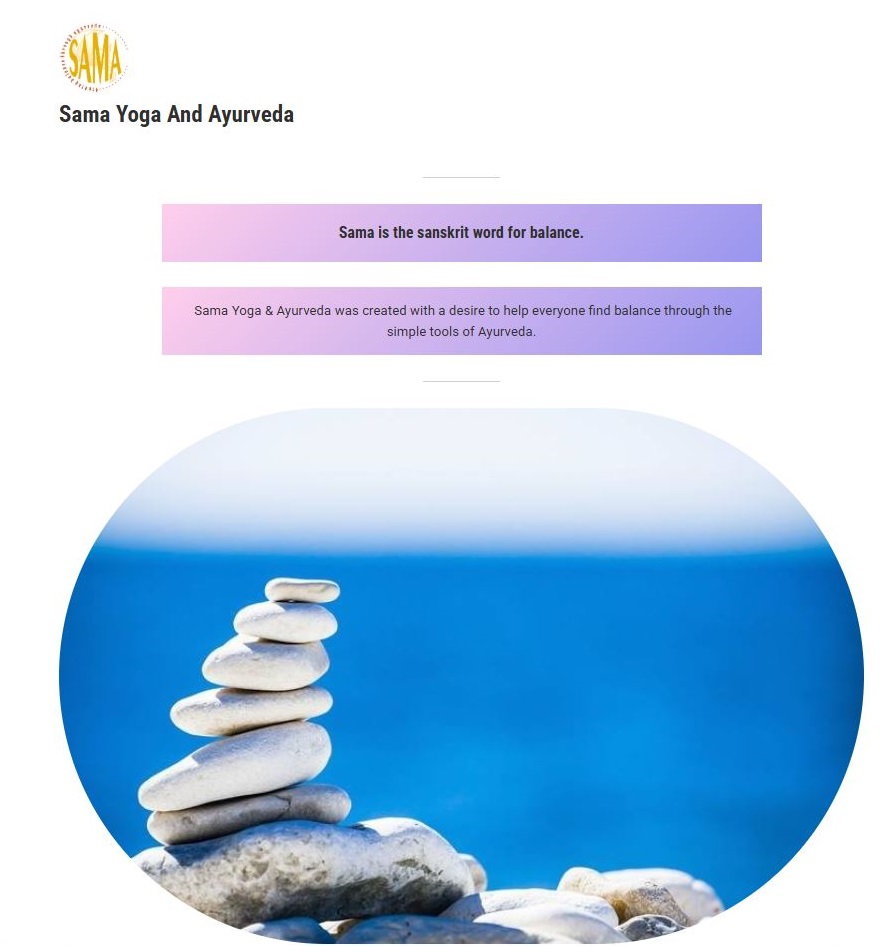 SAMA
Sama Yoga And Ayurveda
Sama is the sanskrit word for balance.
Sama Yoga & Ayurveda was created with a desire to help everyone find balance through the
simple tools of Ayurveda.